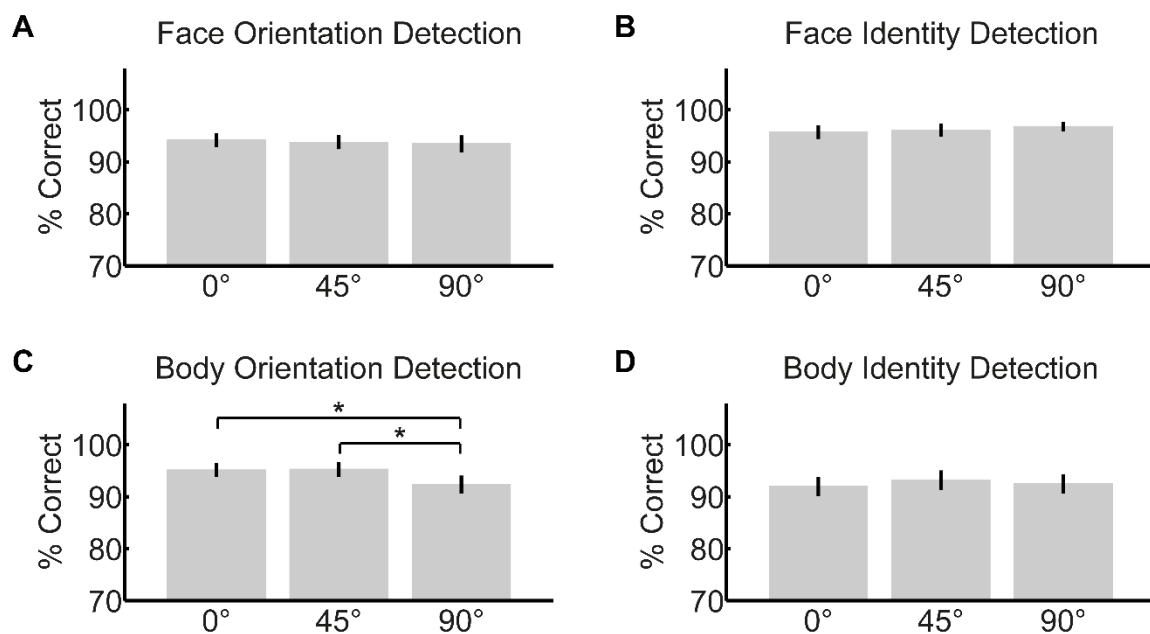 A Face Orientation Detection
% Correct
100
90
80
70
0° 45° 90°
B Face Identity Detection
% Correct
100
90
80
70
0° 45° 90°
C Body Orientation Detection
% Correct
100
90
80
70
*
*
0° 45° 90°
D Body Identity Detection
% Correct
100
90
80
70
0° 45° 90°